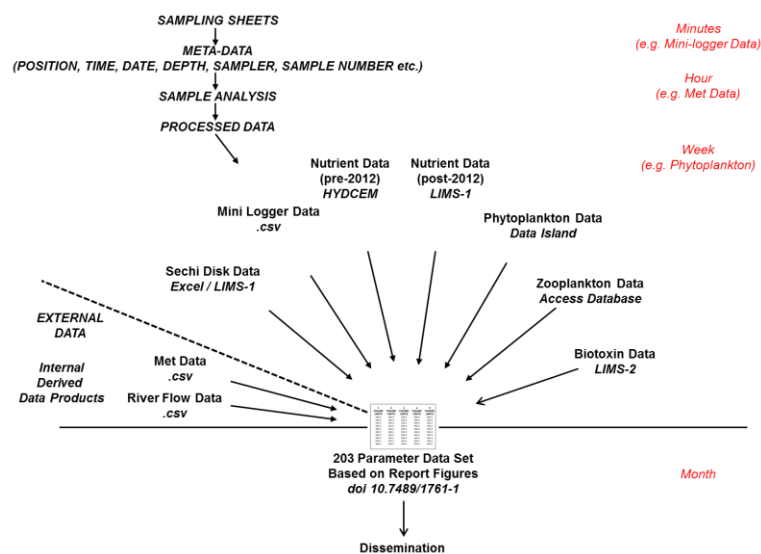 SAMPLING SHEETS
META-DATA
(POSITION, TIME, DATE, DEPTH, SAMPLER, SAMPLE NUMBER etc.)
SAMPLE ANALYSIS
PROCESSED DATA
Minutes
(e.g. Mini-logger Data)
Hour
(e.g. Met Data)
Week
(e.g. Phytoplankton)
Nutrient Data
(pre-2012)
HYDCEM
Nutrient Data
(post-2012)
LIMS-1
Mini Logger Data
.csv
Phytoplankton Data
Data Island
Sechi Disk Data
Excel / LIMS-1
Zooplankton Data
Access Database
EXTERNAL
DATA
Biotoxin Data
LIMS-2
Internal
Derived
Data Products
Met Data
.csv
River Flow Data
.csv
203 Parameter Data Set
Based on Report Figures
doi 10.7489/1761-1
Month
Dissemination